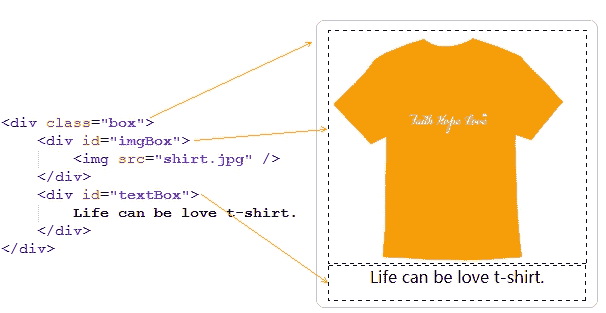 <div class="box">
<div id="imgBox">
<img src="shirt.jpg" />
</div>
<div id="textBox">
Life can be love t-shirt.
</div>
</div>
Faith Hope Love
Life can be love t-shirt.